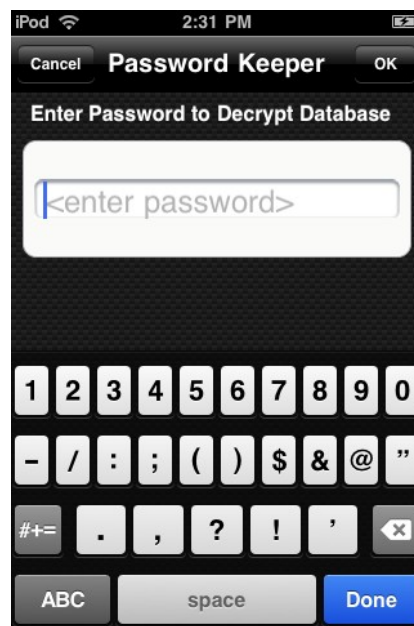 iPod 2:31 PM
Cancel Password Keeper OK
Enter Password to Decrypt Database
<enter password>
1 2 3 4 5 6 7 8 9 0
- / : ; ( ) $ & @ "
#+= . , ? ! '
ABC space Done